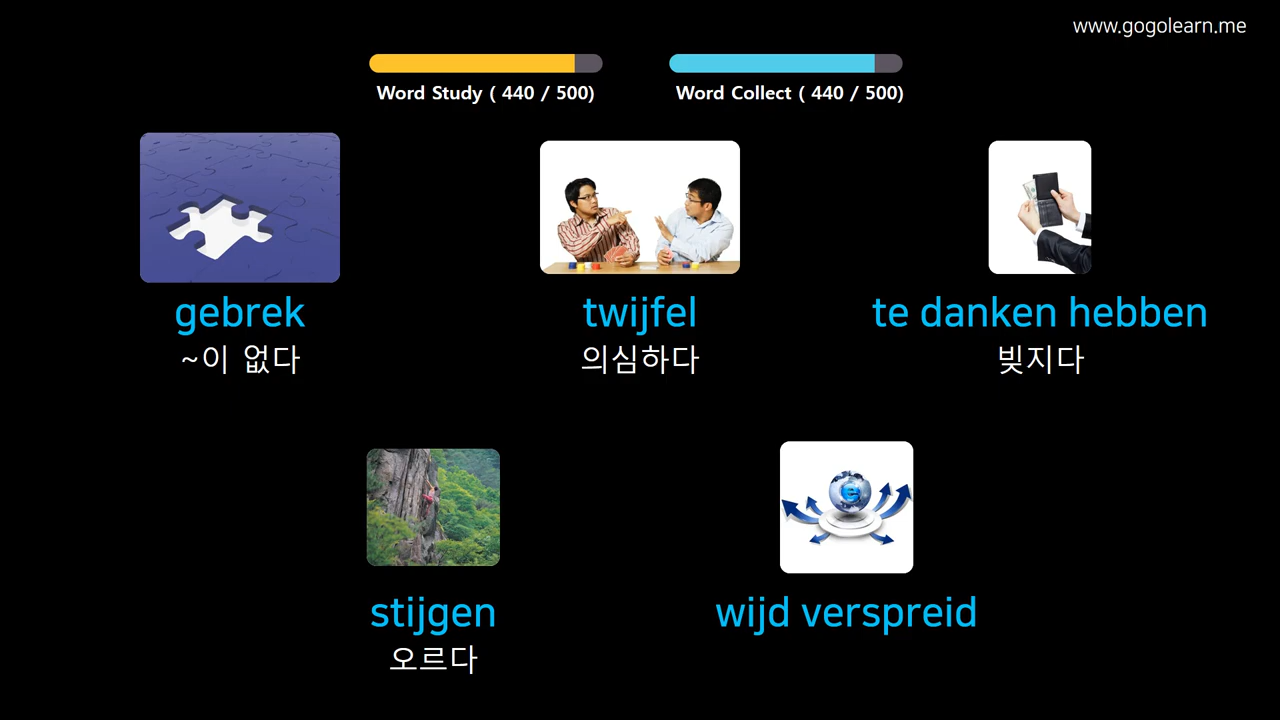 www.gogolearn.me
Word Study ( 440 / 500)
Word Collect ( 440 / 500)
gebrek
~이 없다
twijfel
의심하다
te danken hebben
빚지다
stijgen
오르다
wijd verspreid